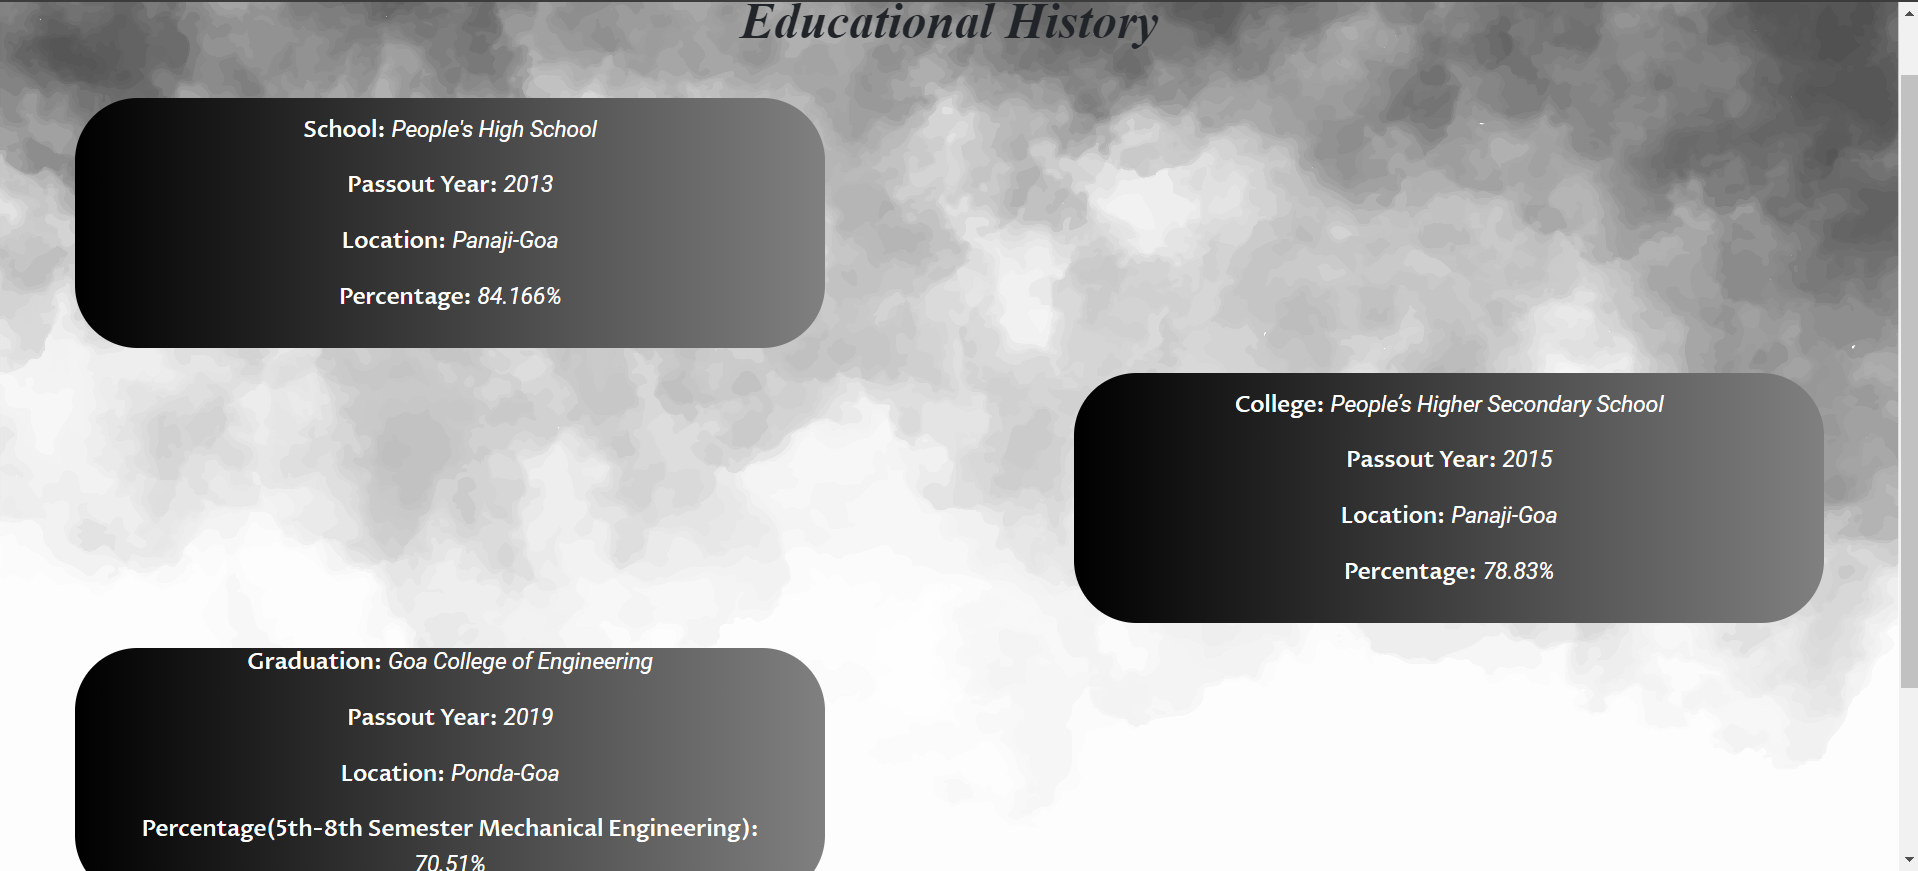 Educational History
School: People's High School
Passout Year: 2013
Location: Panaji-Goa
Percentage: 84.166%
College: People’s Higher Secondary School
Passout Year: 2015
Location: Panaji-Goa
Percentage: 78.83%
Graduation: Goa College of Engineering
Passout Year: 2019
Location: Ponda-Goa
Percentage(5th-8th Semester Mechanical Engineering):
70.51%